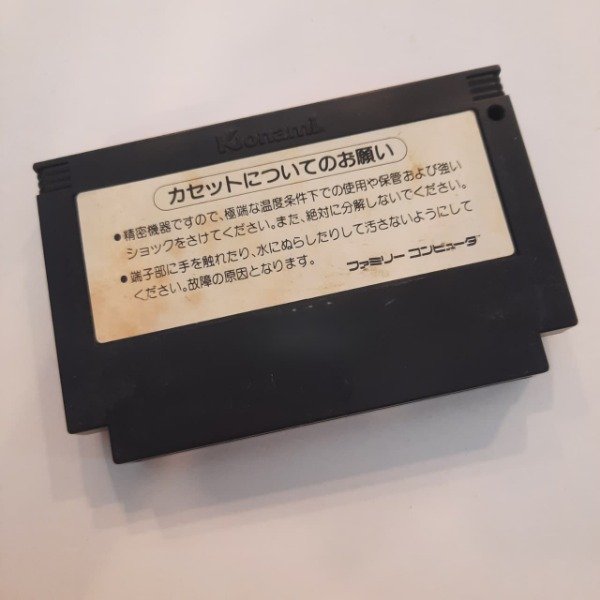 Konami
カセットについてのお願い
●精密機器ですので、極端な温度条件下での使用や保管および強い
ショックをさけてください。また、絶対に分解しないでください。
●端子部に手を触れたり、水にぬらしたりして汚さないようにして
ください。故障の原因となります。
ファミリー コンピュータ